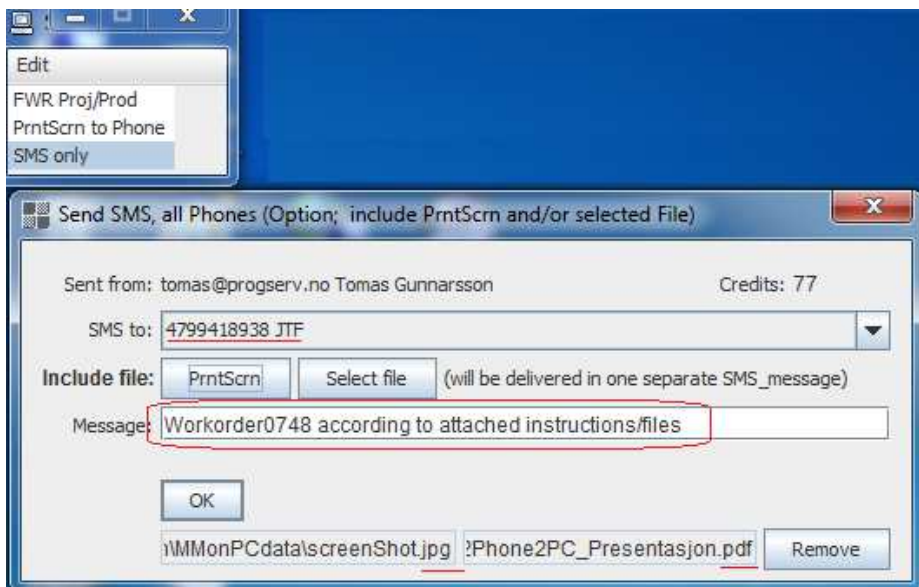 Edit
FWR Proj/Prod
PrntScrn to Phone
SMS only
Send SMS, all Phones (Option; include PrntScrn and/or selected File)
Sent from: tomas@progserv.no Tomas Gunnarsson Credits: 77
SMS to: 4799418938 JTF
Include file: PrntScrn Select file (will be delivered in one separate SMS_message)
Message: Workorder0748 according to attached instructions/files
OK
\MMonPCdata\screenShot.jpg 2Phone2PC_Presentasjon.pdf Remove